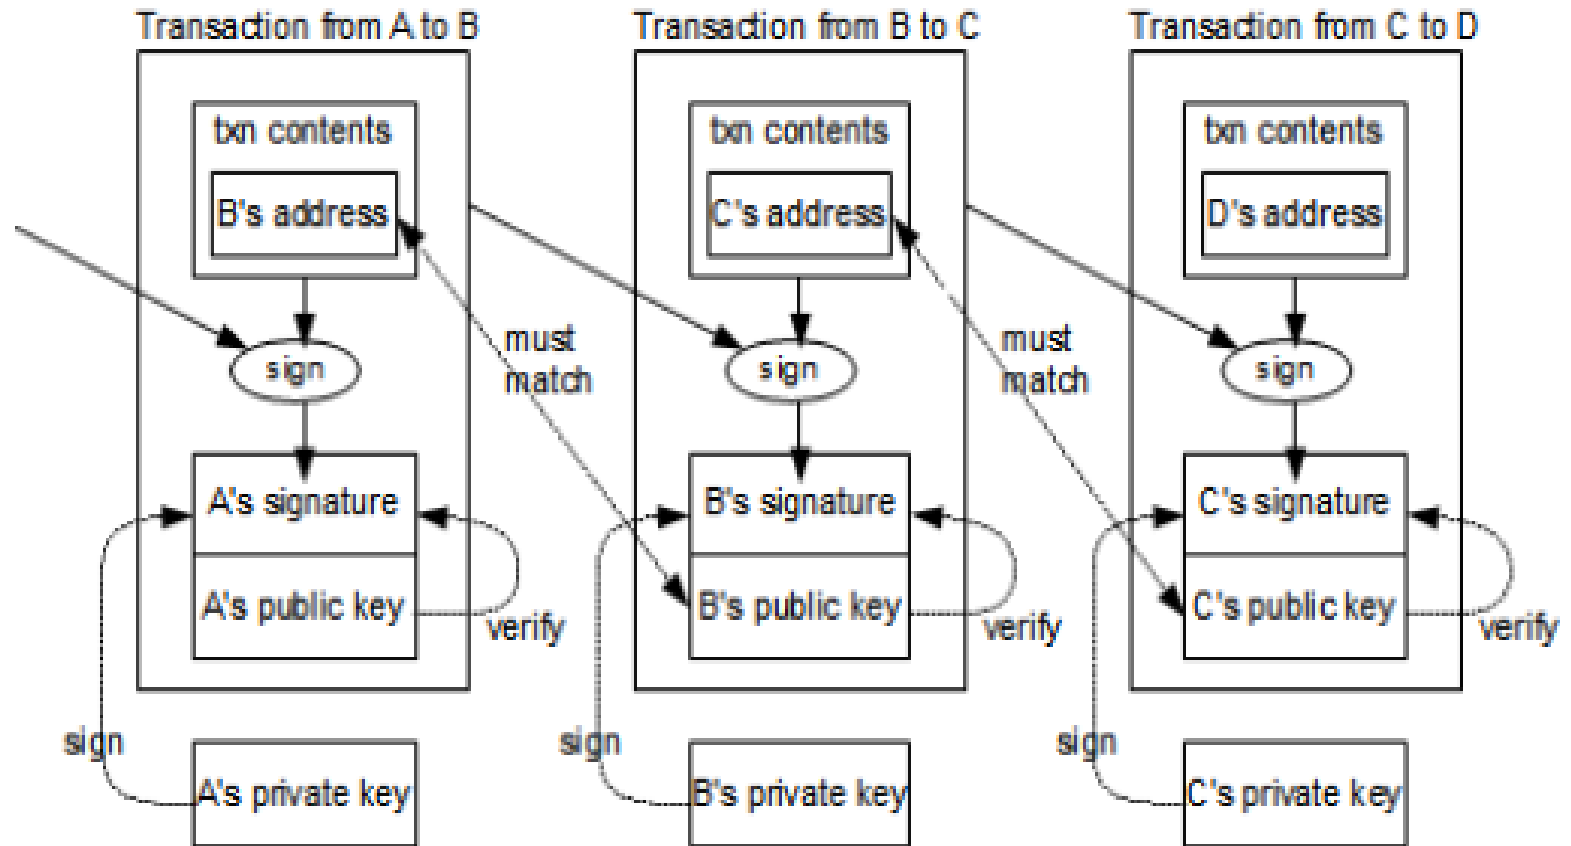 Transaction from A to B
txn contents
B's address
sign
A's signature
A's public key
verify
sign
A's private key
must
match
Transaction from B to C
txn contents
C's address
sign
B's signature
B's public key
verify
sign
B's private key
must
match
Transaction from C to D
txn contents
D's address
sign
C's signature
C's public key
verify
sign
C's private key